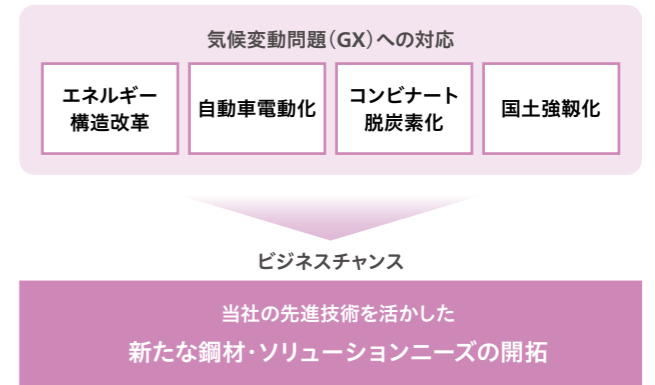 気候変動問題（GX）への対応
エネルギー
構造改革
自動車電動化
コンビナート
脱炭素化
国土強靱化
ビジネスチャンス
当社の先進技術を活かした
新たな鋼材・ソリューションニーズの開拓